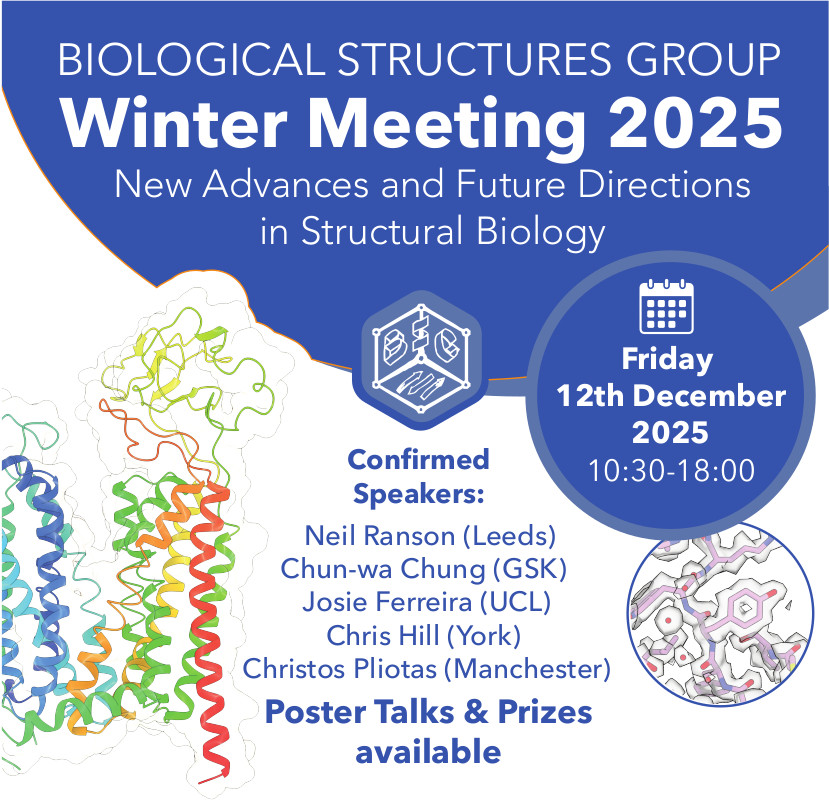 BIOLOGICAL STRUCTURES GROUP
Winter Meeting 2025
New Advances and Future Directions
in Structural Biology
BSG
Friday
12th December
2025
10:30-18:00
Confirmed
Speakers:
Neil Ranson (Leeds)
Chun-wa Chung (GSK)
Josie Ferreira (UCL)
Chris Hill (York)
Christos Pliotas (Manchester)
Poster Talks & Prizes
available